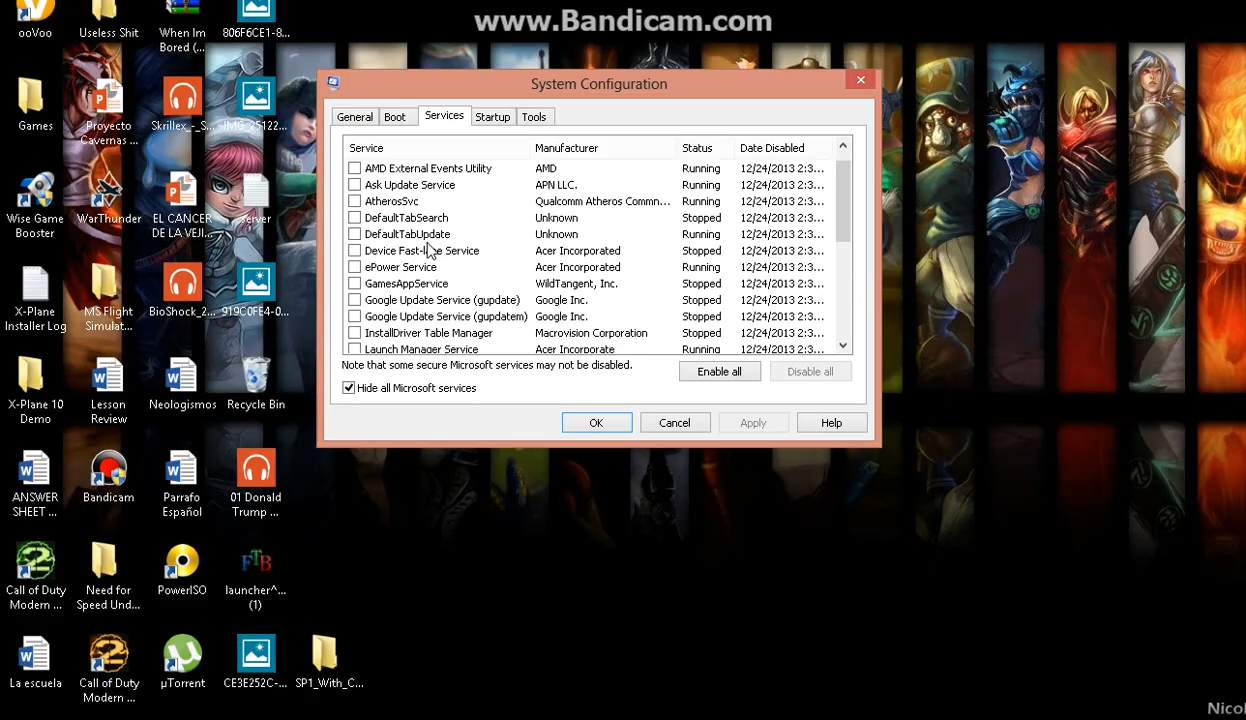 www.Bandicam.com
ooVoo
Useless Shit
When Im
Bored (...
806F6CE1-8...
Games
Proyecto
Cavernas ...
Skrillex_-_S...
IMG_25122...
Wise Game
Booster
WarThunder
EL CANCER
DE LA VEJI...
server
X-Plane
Installer Log
MS Flight
Simulat...
BioShock_2...
919C0FE4-0...
X-Plane 10
Demo
Lesson
Review
Neologismos
Recycle Bin
ANSWER
SHEET ...
Bandicam
Parrafo
Español
01 Donald
Trump ...
Call of Duty
Modern ...
Need for
Speed Und...
PowerISO
launcher^...
(1)
La escuela
Call of Duty
Modern ...
µTorrent
CE3E252C-...
SP1_With_C...
System Configuration
General Boot Services Startup Tools
Service Manufacturer Status Date Disabled
AMD External Events Utility AMD Running 12/24/2013 2:3...
Ask Update Service APN LLC. Running 12/24/2013 2:3...
AtherosSvc Qualcomm Atheros Commn... Running 12/24/2013 2:3...
DefaultTabSearch Unknown Stopped 12/24/2013 2:3...
DefaultTabUpdate Unknown Running 12/24/2013 2:3...
Device Fast-lane Service Acer Incorporated Stopped 12/24/2013 2:3...
ePower Service Acer Incorporated Running 12/24/2013 2:3...
GamesAppService WildTangent, Inc. Stopped 12/24/2013 2:3...
Google Update Service (gupdate) Google Inc. Stopped 12/24/2013 2:3...
Google Update Service (gupdatem) Google Inc. Stopped 12/24/2013 2:3...
InstallDriver Table Manager Macrovision Corporation Stopped 12/24/2013 2:3...
Launch Manager Service Acer Incorporate Running 12/24/2013 2:3...
Note that some secure Microsoft services may not be disabled.
Enable all
Disable all
Hide all Microsoft services
OK Cancel Apply Help
Nicol